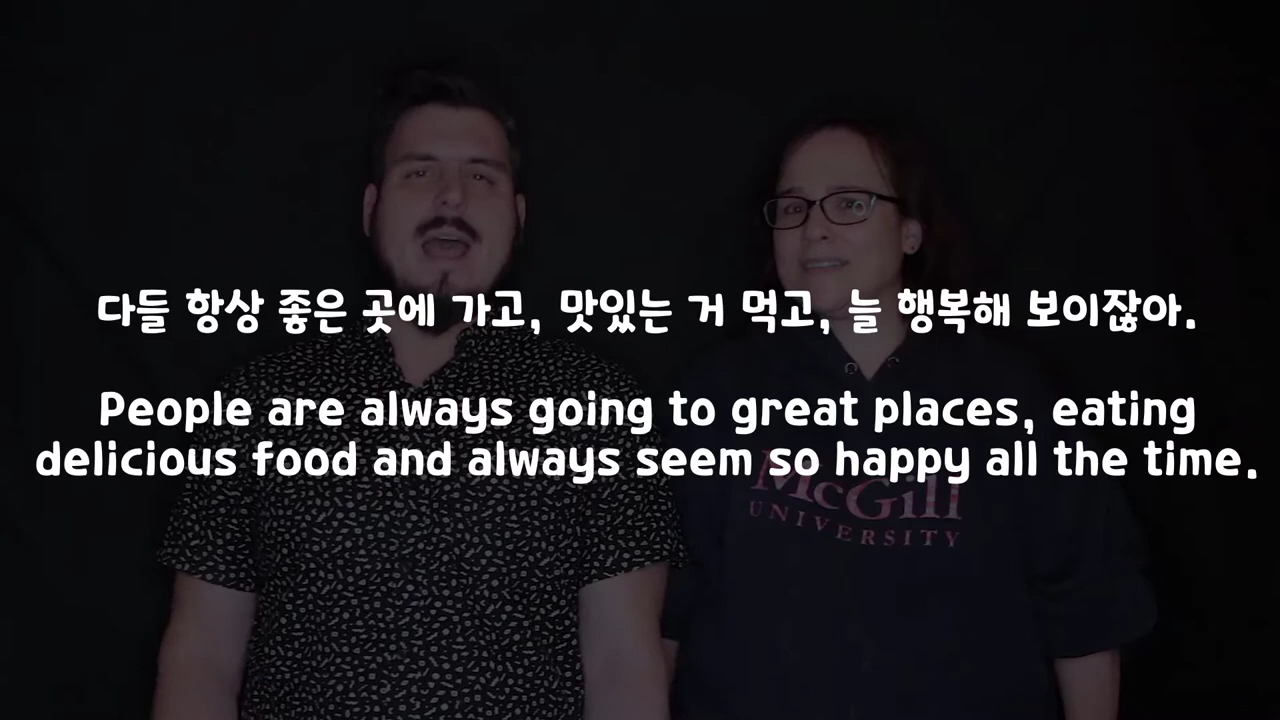 다들 항상 좋은 곳에 가고, 맛있는 거 먹고, 늘 행복해 보이잖아.
People are always going to great places, eating
delicious food and always seem so happy all the time.
McGill
UNIVERSITY